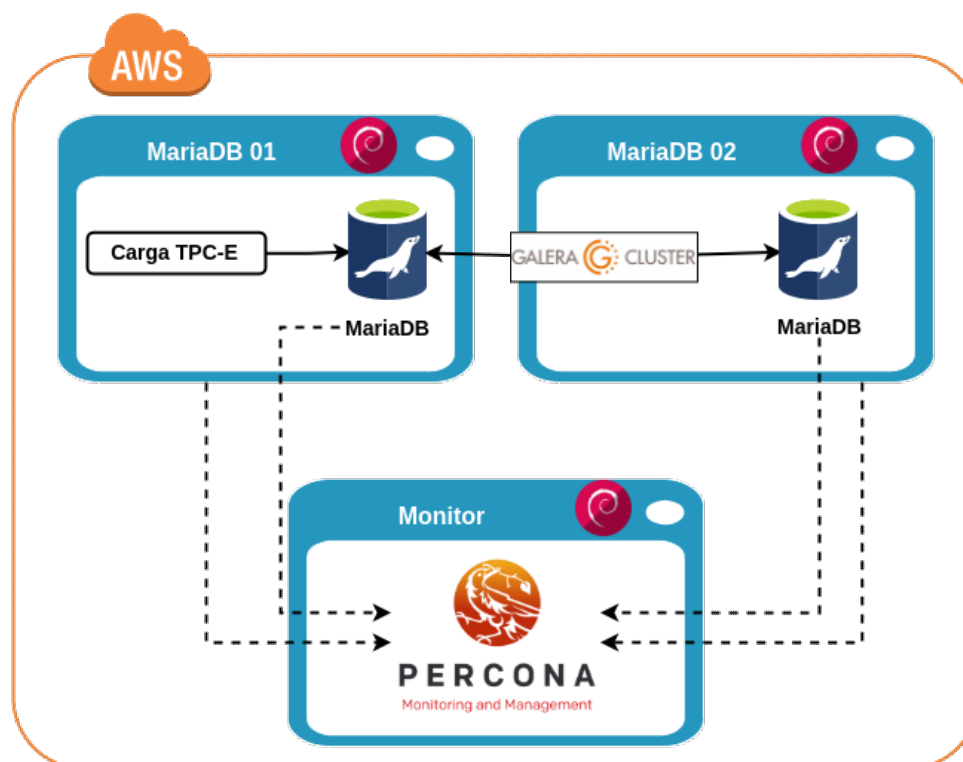 AWS
MariaDB 01
MariaDB 02
Carga TPC-E
GALERA CLUSTER
MariaDB
MariaDB
Monitor
PERCONA
Monitoring and Management